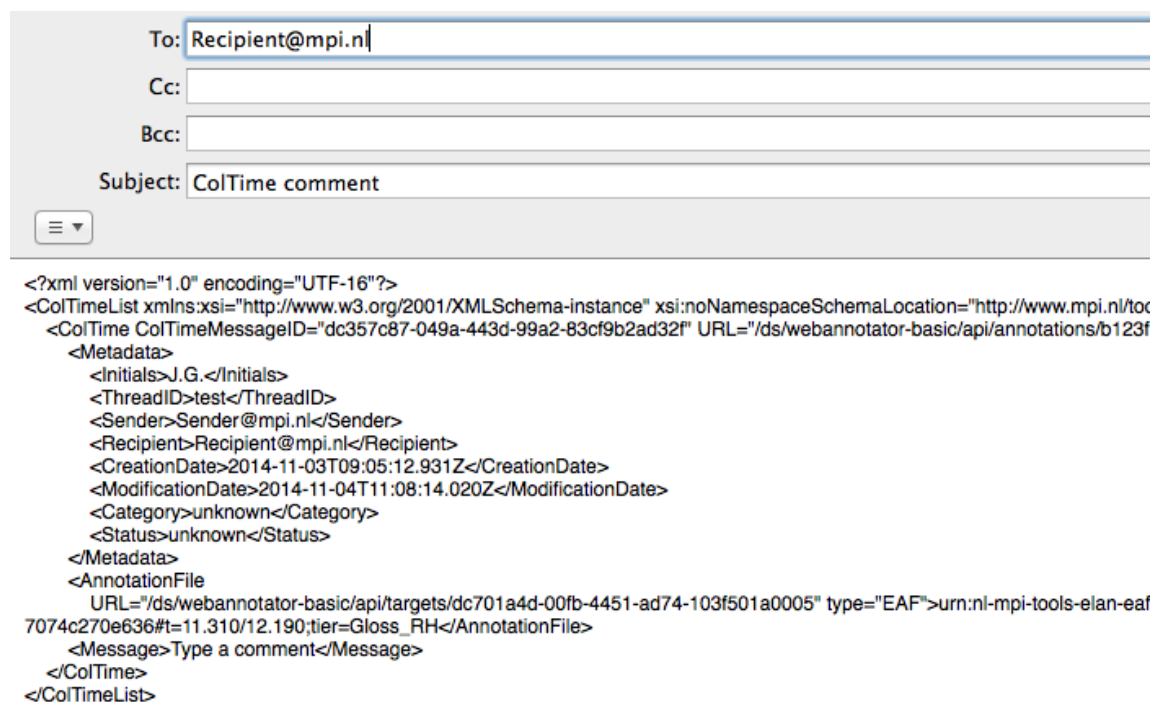 To: Recipient@mpi.nl
Cc:
Bcc:
Subject: ColTime comment
<?xml version="1.0" encoding="UTF-16"?>
<ColTimeList xmlns:xsi="http://www.w3.org/2001/XMLSchema-instance" xsi:noNamespaceSchemaLocation="http://www.mpi.nl/too
<ColTime ColTimeMessageID="dc357c87-049a-443d-99a2-83cf9b2ad32f" URL="/ds/webannotator-basic/api/annotations/b123f
<Metadata>
<Initials>J.G.</Initials>
<ThreadID>test</ThreadID>
<Sender>Sender@mpi.nl</Sender>
<Recipient>Recipient@mpi.nl</Recipient>
<CreationDate>2014-11-03T09:05:12.931Z</CreationDate>
<ModificationDate>2014-11-04T11:08:14.020Z</ModificationDate>
<Category>unknown</Category>
<Status>unknown</Status>
</Metadata>
<AnnotationFile
URL="/ds/webannotator-basic/api/targets/dc701a4d-00fb-4451-ad74-103f501a0005" type="EAF">urn:nl-mpi-tools-elan-eaf
7074c270e636#t=11.310/12.190;tier=Gloss_RH</AnnotationFile>
<Message>Type a comment</Message>
</ColTime>
</ColTimeList>